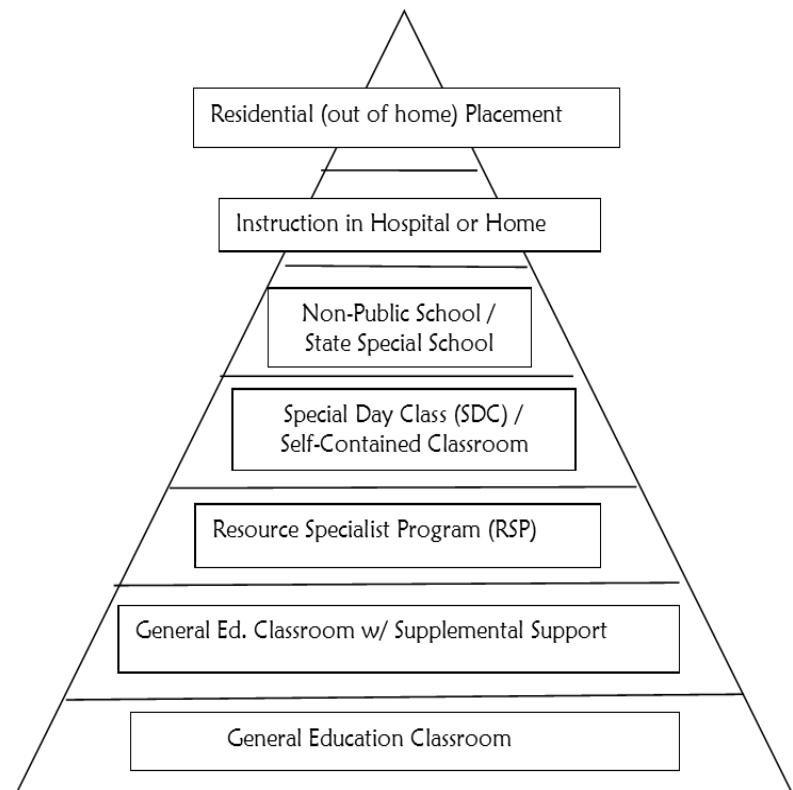 Residential (out of home) Placement
Instruction in Hospital or Home
Non-Public School /
State Special School
Special Day Class (SDC) /
Self-Contained Classroom
Resource Specialist Program (RSP)
General Ed. Classroom w/ Supplemental Support
General Education Classroom